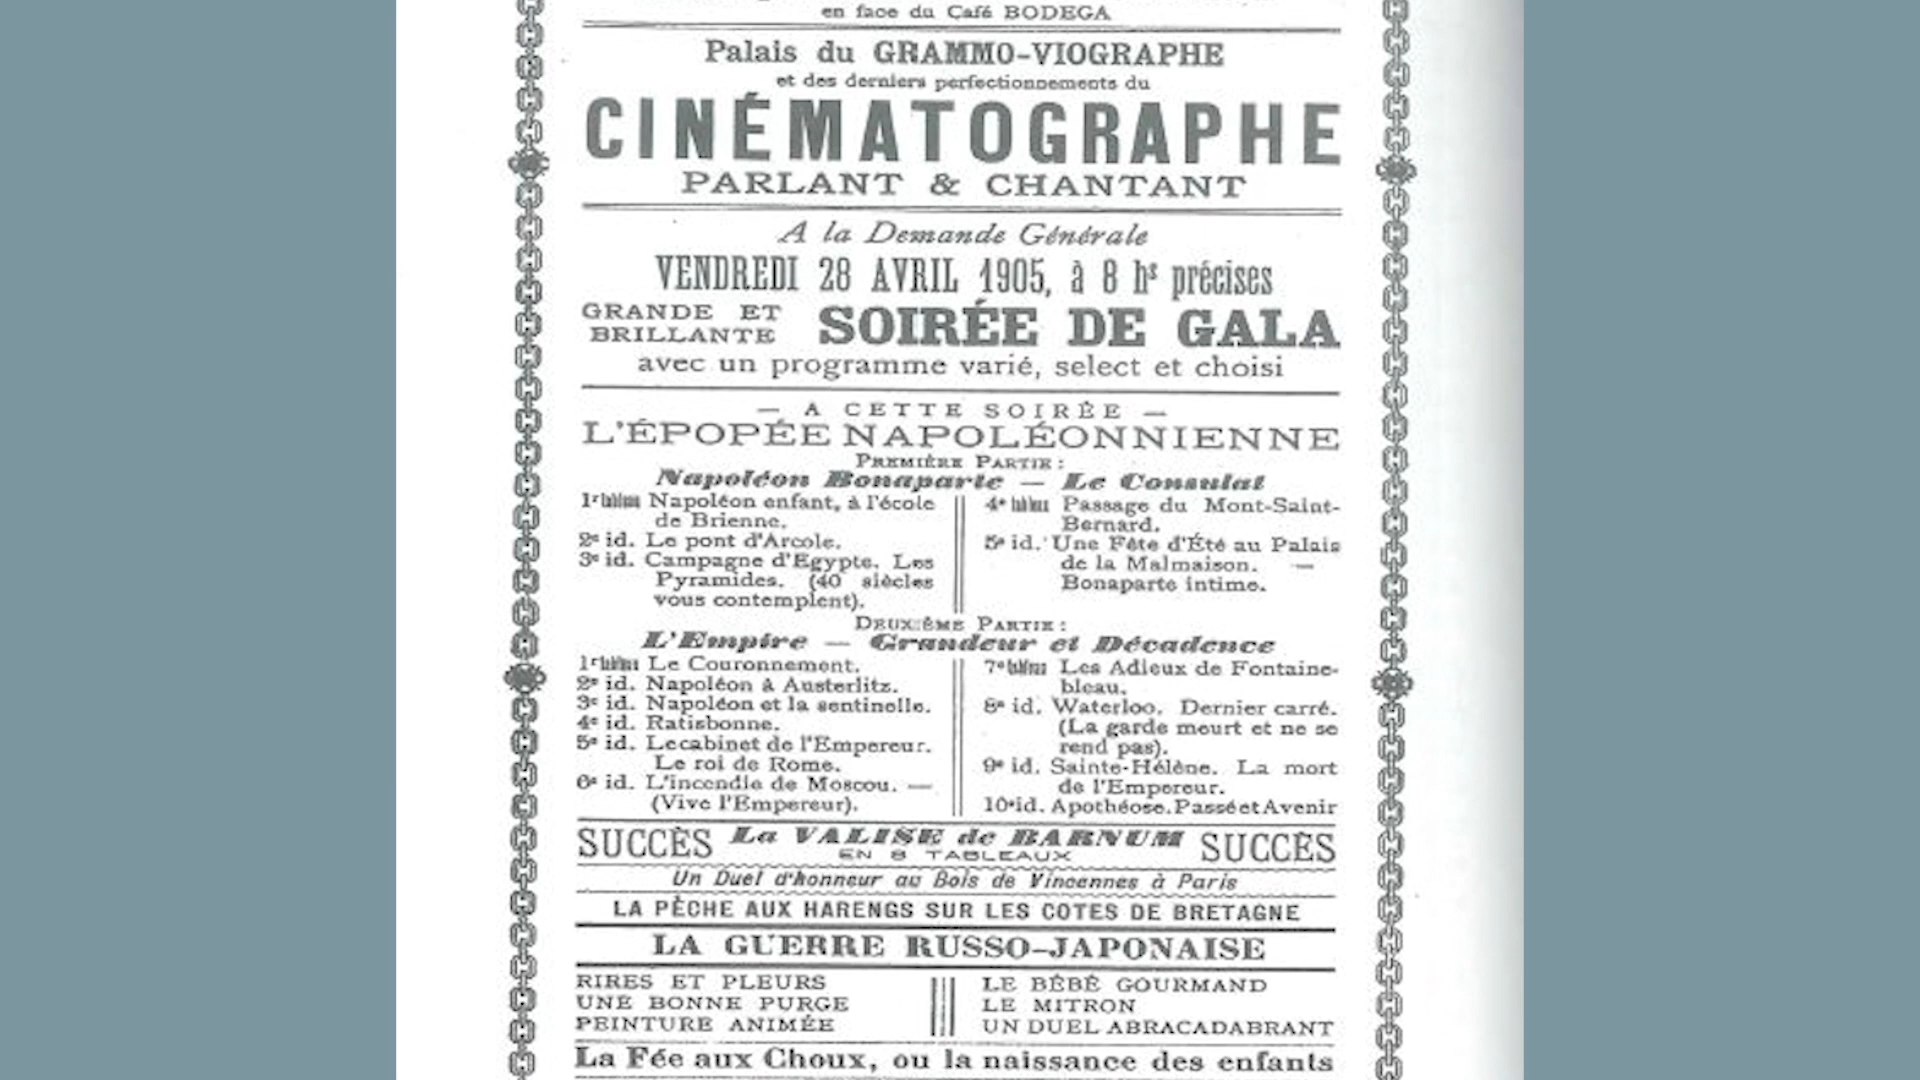 en face du Café BODEGA
Palais du GRAMMO-VIOGRAPHE
et des derniers perfectionnements du
CINÉMATOGRAPHE
PARLANT & CHANTANT
A la Demande Générale
VENDREDI 28 AVRIL 1905, à 8 hs précises
GRANDE ET
BRILLANTE
SOIRÉE DE GALA
avec un programme varié, select et choisi
— A CETTE SOIRÉE —
L'ÉPOPÉE NAPOLÉONNIENNE
PREMIÈRE PARTIE :
Napoléon Bonaparte — Le Consulat
1r tableau Napoléon enfant, à l'école
de Brienne.
2e id. Le pont d'Arcole.
3e id. Campagne d'Egypte. Les
Pyramides. (40 siècles
vous contemplent).
4e tableau Passage du Mont-Saint-
Bernard.
5e id. Une Fête d'Été au Palais
de la Malmaison. —
Bonaparte intime.
DEUXIÈME PARTIE :
L'Empire — Grandeur et Décadence
1r tableau Le Couronnement.
2e id. Napoléon à Austerlitz.
3e id. Napoléon et la sentinelle.
4e id. Ratisbonne.
5e id. Le cabinet de l'Empereur.
Le roi de Rome.
6e id. L'incendie de Moscou. —
(Vive l'Empereur).
7e tableau Les Adieux de Fontaine-
bleau.
8e id. Waterloo. Dernier carré.
(La garde meurt et ne se
rend pas).
9e id. Sainte-Hélène. La mort
de l'Empereur.
10e id. Apothéose. Passé et Avenir
SUCCÈS La VALISE de BARNUM SUCCÈS
EN 8 TABLEAUX
Un Duel d'honneur au Bois de Vincennes à Paris
LA PÈCHE AUX HARENGS SUR LES COTES DE BRETAGNE
LA GUERRE RUSSO-JAPONAISE
RIRES ET PLEURS
UNE BONNE PURGE
PEINTURE ANIMÉE
LE BÉBÉ GOURMAND
LE MITRON
UN DUEL ABRACADABRANT
La Fée aux Choux, ou la naissance des enfants